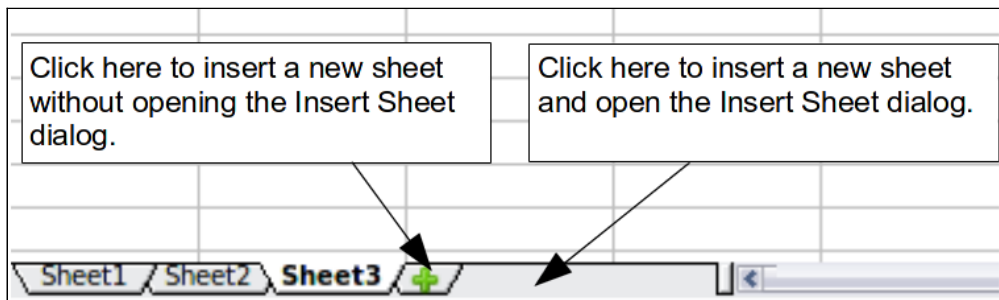 Click here to insert a new sheet
without opening the Insert Sheet
dialog.
Click here to insert a new sheet
and open the Insert Sheet dialog.
Sheet1 Sheet2 Sheet3